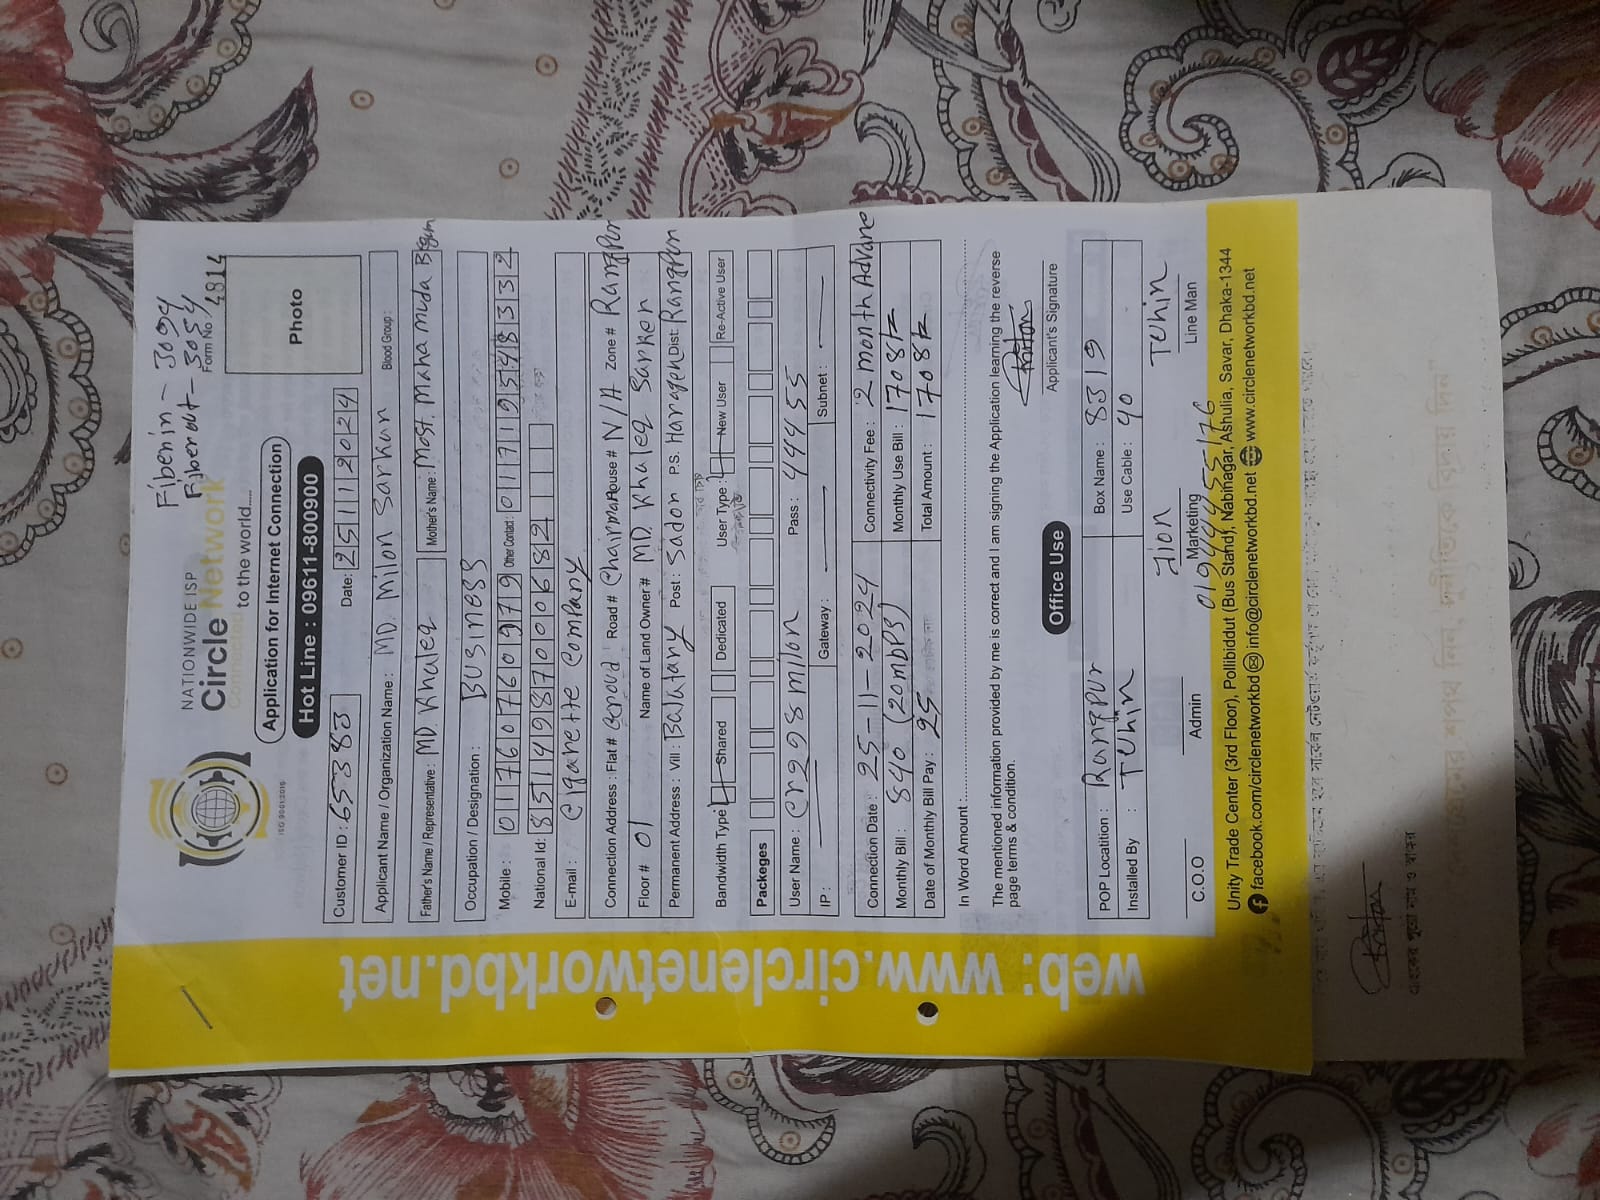 Fiber in - 3094
Fiber out - 3054
NATIONWIDE ISP
Circle Network
to the world.....
ISO 9001:2015
Form No : 4814
Application for Internet Connection
Hot Line : 09611-800900
Photo
Customer ID : 65383 Date: 25112024
Applicant Name / Organization Name : MD. Milon Sarkar Blood Group :
Father's Name / Representative : MD. Khaleq Mother's Name : Most. Mahamuda Begum
Occupation / Designation : Business
Mobile : 01760760979 Other Contact : 01719548332
National Id : 8514987000682
E-mail : Cigarette Company
Connection Address : Flat # Groud Road # Chairman House # N/A Zone # Rangpur
Floor # 01 Name of Land Owner # MD. Khaleq Sarker
Permanent Address : Vill : Balatary Post : Sador P.s. Haragen Dist Rangpur
Bandwidth Type : Shared Dedicated User Type : New User Re-Active User
Packeges
User Name : cr998milon Pass : 444455
IP : Gateway : Subnet :
Connection Date : 25-11-2024 Connectivity Fee : 2 month Advance
Monthly Bill : 840 (20mbps) Monthly Use Bill : 1708/=
Date of Monthly Bill Pay : 25 Total Amount : 1708/=
In Word Amount :
The mentioned information provided by me is correct and I am signing the Application learning the reverse
page terms & condition.
Applicant's Signature
Office Use
POP Locatition : Rangpur Box Name : 8319
Installed By : Tuhin Use Cable : 40
Jion Tuhin
C.O.O Admin Marketing Line Man
01944455176
Unity Trade Center (3rd Floor), Pollibiddut (Bus Stand), Nabinagar, Ashulia, Savar, Dhaka-1344
facebook.com/circlenetworkbd info@circlenetworkbd.net www.circlenetworkbd.net
web: www.circlenetworkbd.net